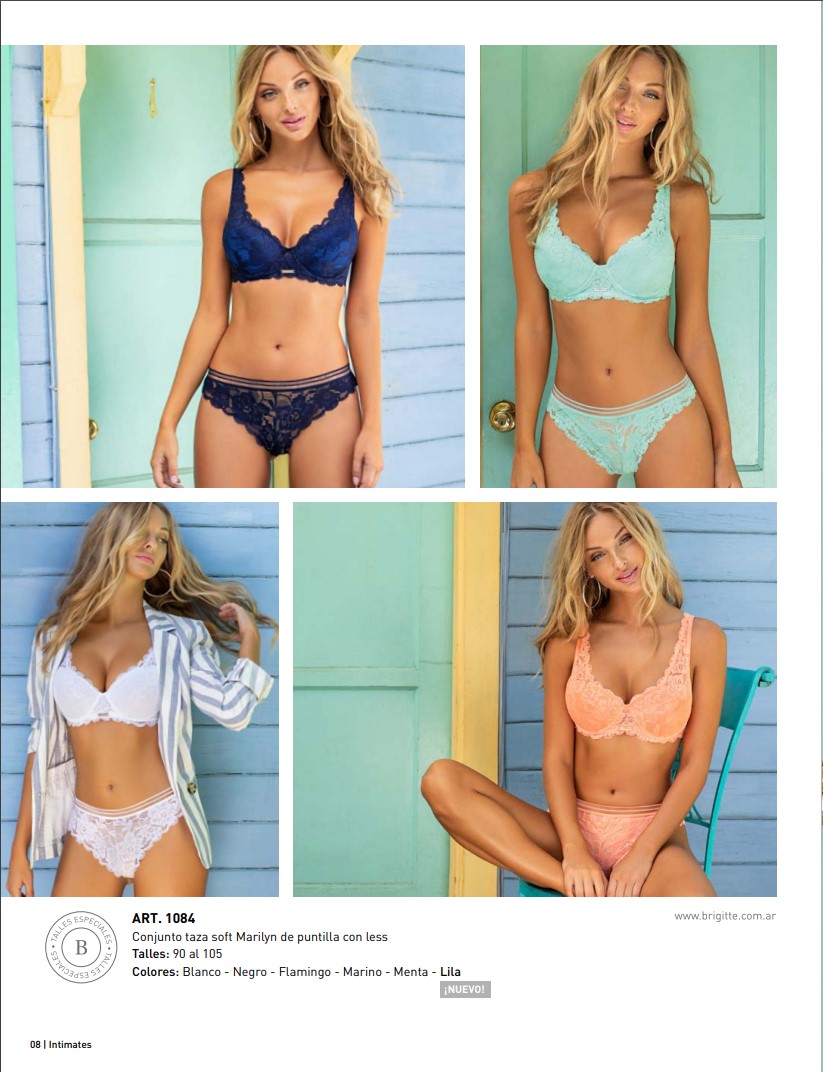 TALLES ESPECIALES • TALLES ESPECIALES •
B
ART. 1084
Conjunto taza soft Marilyn de puntilla con less
Talles: 90 al 105
Colores: Blanco - Negro - Flamingo - Marino - Menta - Lila
¡NUEVO!
www.brigitte.com.ar
08 | Intimates